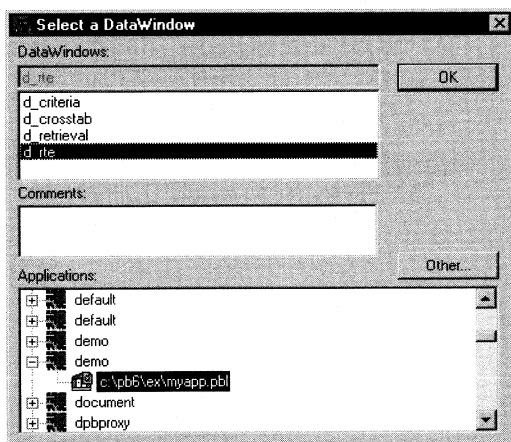 Select a DataWindow
DataWindows:
d_rte
OK
d_criteria
d_crosstab
d_retrieval
d_rte
Comments:
Other...
Applications:
default
default
demo
demo
c:\pb6\ex\myapp.pbl
document
dpbproxy